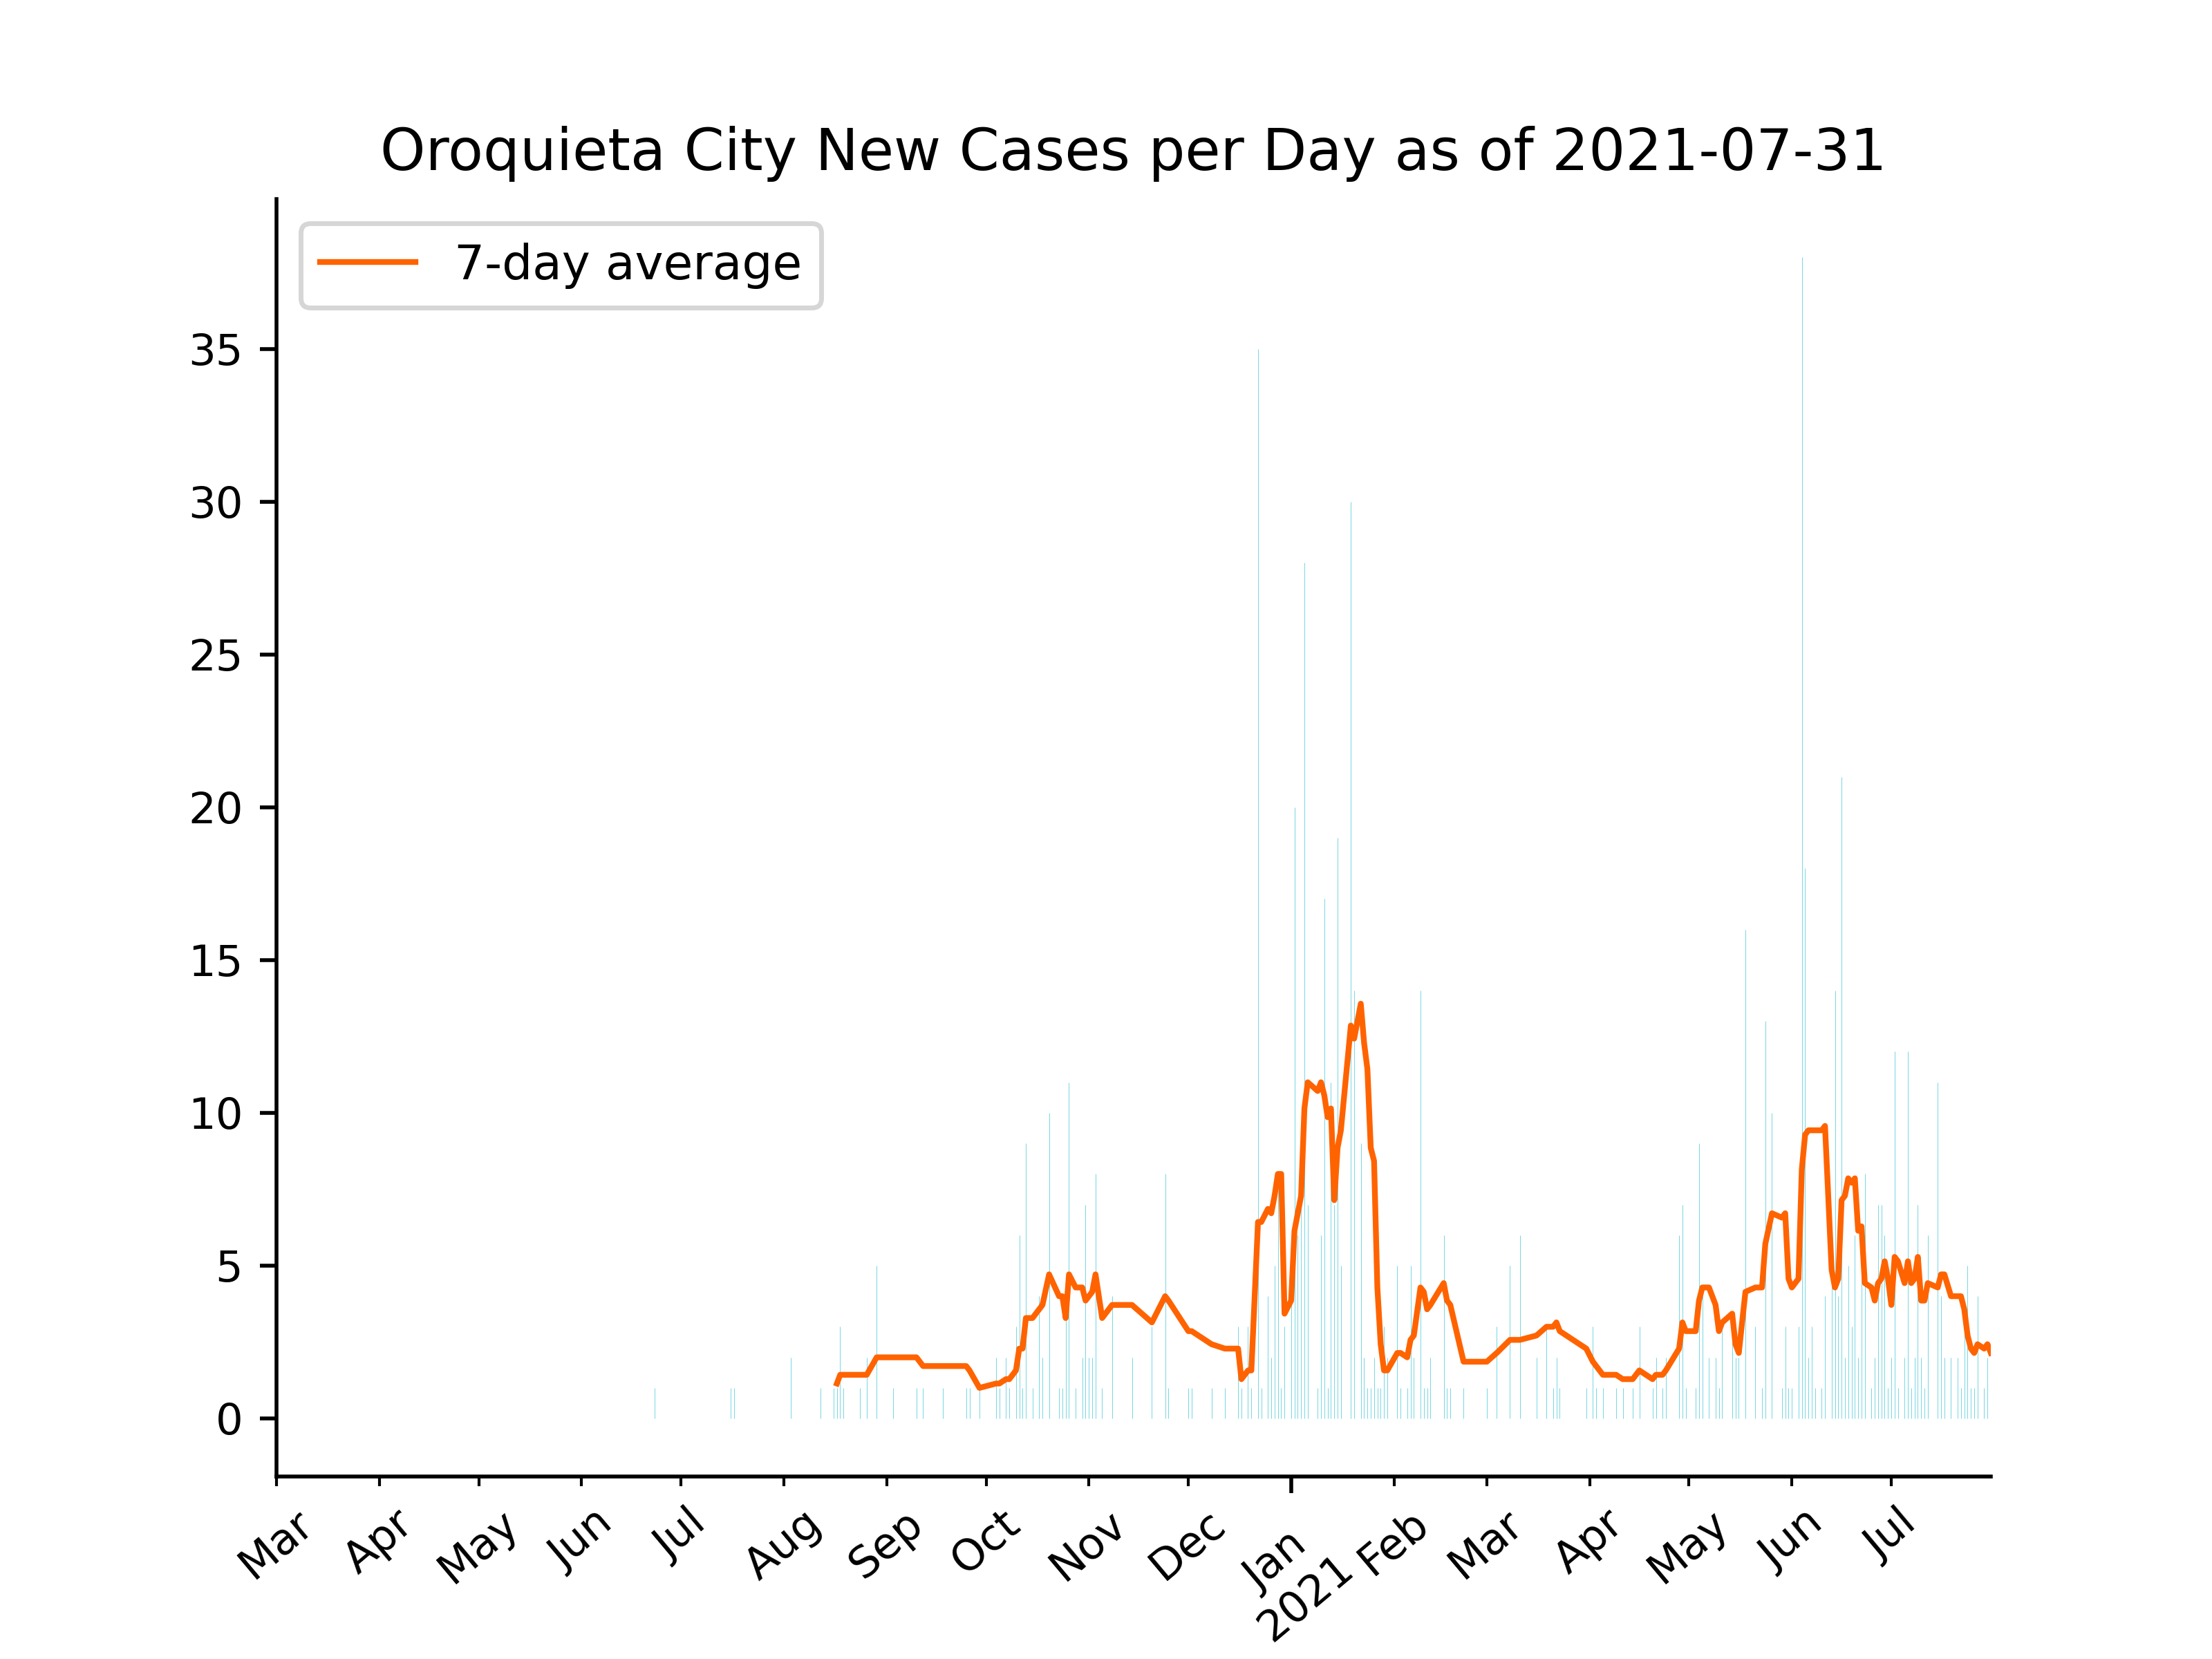 Oroquieta City New Cases per Day as of 2021-07-31
7-day average
35
30
25
20
15
10
5
0
Mar
Apr
May
Jun
Jul
Aug
Sep
Oct
Nov
Dec
Jan
2021
Feb
Mar
Apr
May
Jun
Jul